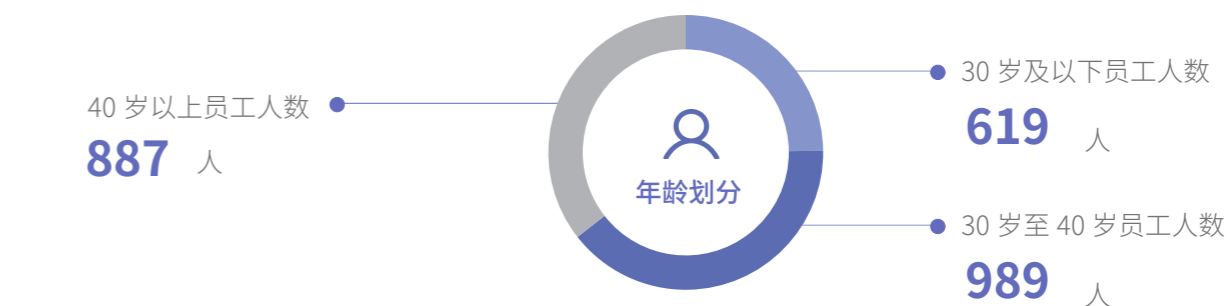 40 岁以上员工人数
887 人
年龄划分
30 岁及以下员工人数
619 人
30 岁至 40 岁员工人数
989 人